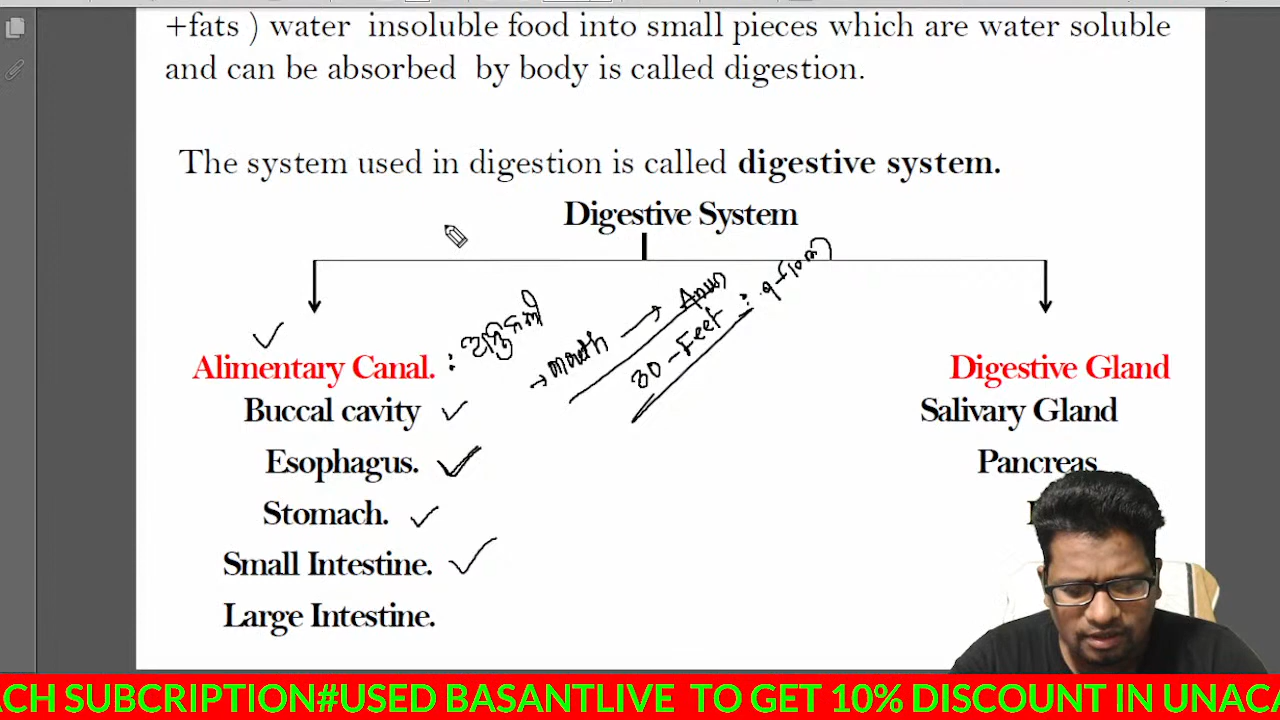 +fats ) water insoluble food into small pieces which are water soluble
and can be absorbed by body is called digestion.
The system used in digestion is called digestive system.
Digestive System
Alimentary Canal. :
→ mouth → Anus
30-Feet :
Buccal cavity
Esophagus.
Stomach.
Small Intestine.
Large Intestine.
Digestive Gland
Salivary Gland
Pancreas
CH SUBCRIPTION#USED BASANTLIVE TO GET 10% DISCOUNT IN UNACA